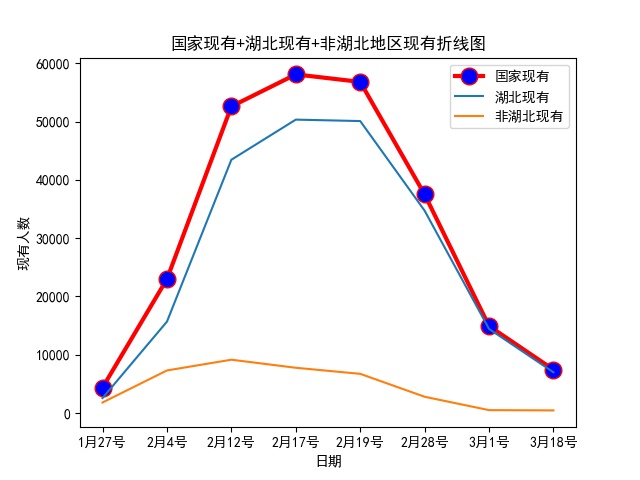 国家现有+湖北现有+非湖北地区现有折线图
60000
50000
40000
30000
20000
10000
0
现有人数
国家现有
湖北现有
非湖北现有
1月27号 2月4号 2月12号 2月17号 2月19号 2月28号 3月1号 3月18号
日期